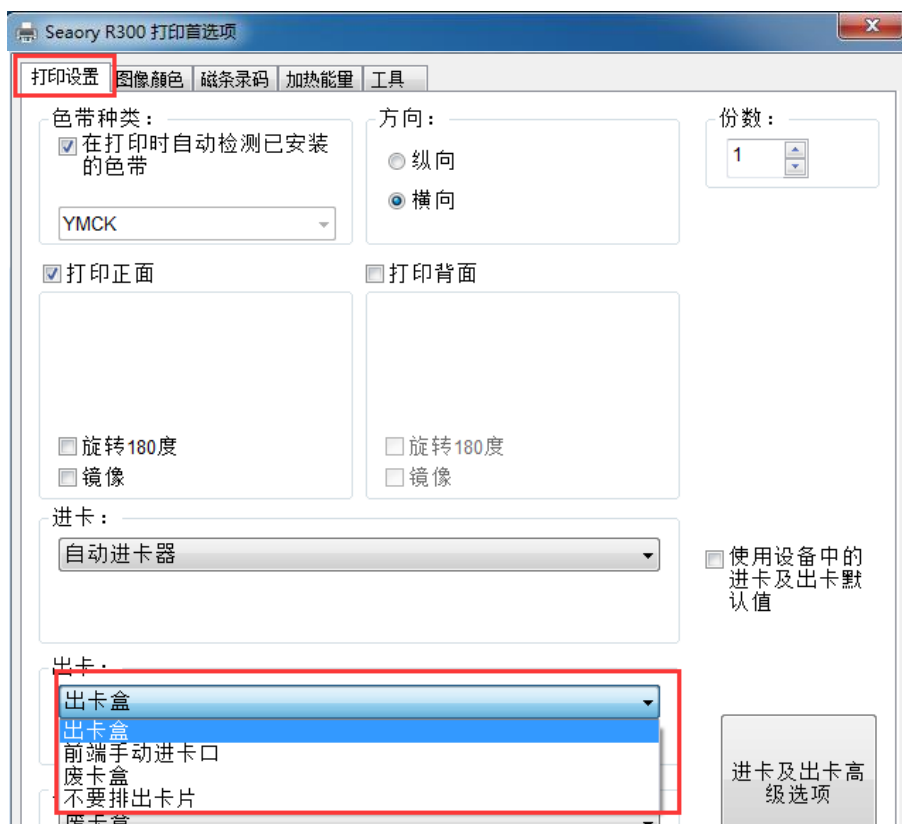 Seaory R300 打印首选项
打印设置 图像颜色 磁条录码 加热能量 工具
色带种类：
在打印时自动检测已安装
的色带
YMCK
方向：
纵向
横向
份数：
1
打印正面
打印背面
旋转180度
镜像
旋转180度
镜像
进卡：
自动进卡器
使用设备中的
进卡及出卡默
认值
出卡：
出卡盒
出卡盒
前端手动进卡口
废卡盒
不要排出卡片
废卡盒
进卡及出卡高
级选项